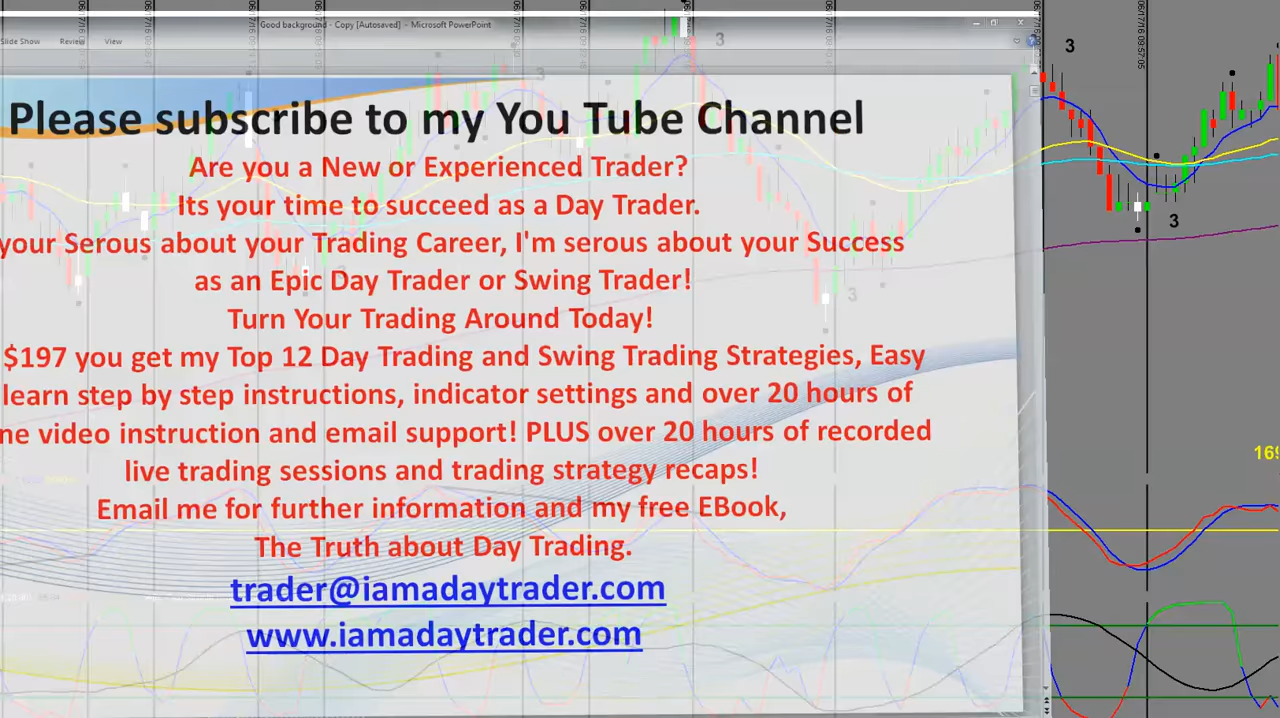 Good background - Copy [Autosaved] - Microsoft PowerPoint
Slide Show Review View
Please subscribe to my You Tube Channel
Are you a New or Experienced Trader?
Its your time to succeed as a Day Trader.
your Serous about your Trading Career, I'm serous about your Success
as an Epic Day Trader or Swing Trader!
Turn Your Trading Around Today!
$197 you get my Top 12 Day Trading and Swing Trading Strategies, Easy
learn step by step instructions, indicator settings and over 20 hours of
video instruction and email support! PLUS over 20 hours of recorded
live trading sessions and trading strategy recaps!
Email me for further information and my free EBook,
The Truth about Day Trading.
trader@iamadaytrader.com
www.iamadaytrader.com
3
3
3
3
06/17/16 09:57:05